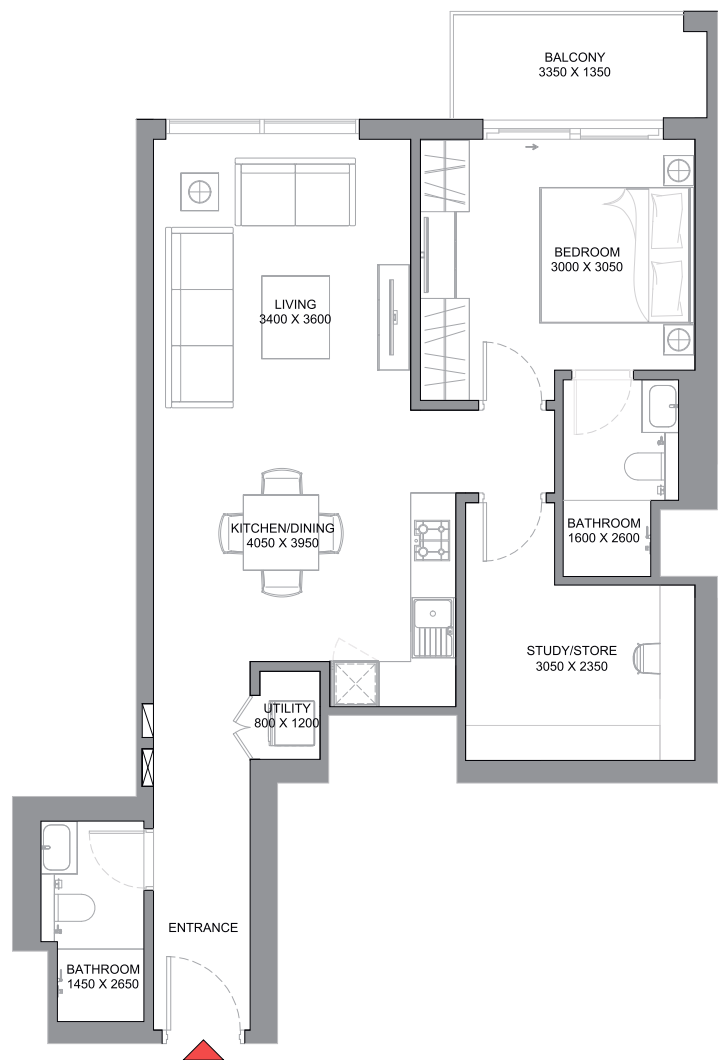 BALCONY
3350 X 1350
BEDROOM
3000 X 3050
LIVING
3400 X 3600
KITCHEN/DINING
4050 X 3950
BATHROOM
1600 X 2600
STUDY/STORE
3050 X 2350
UTILITY
800 X 1200
ENTRANCE
BATHROOM
1450 X 2650